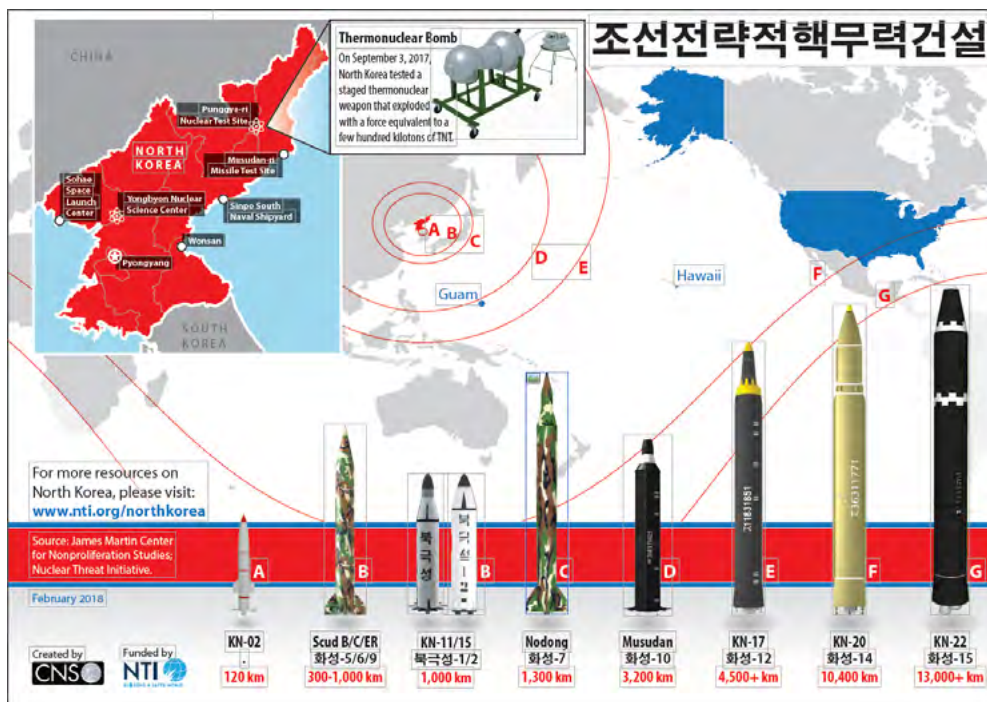 조선전략적핵무력건설
CHINA
Thermonuclear Bomb
On September 3, 2017,
North Korea tested a
staged thermonuclear
weapon that exploded
with a force equivalent to a
few hundred kilotons of TNT.
Punggye-ri
Nuclear Test Site
NORTH
KOREA
Musudan-ri
Missile Test Site
Sohae
Space
Launch
Center
Yongbyon Nuclear
Science Center
Sinpo South
Naval Shipyard
Wonsan
Pyongyang
SOUTH
KOREA
A
B
C
D
E
F
G
Guam
Hawaii
For more resources on
North Korea, please visit:
www.nti.org/northkorea
Source: James Martin Center
for Nonproliferation Studies;
Nuclear Threat Initiative.
February 2018
북극성
211631851
A
B
B
C
D
E
F
G
Created by
CNS
Funded by
NTI
KN-02
120 km
Scud B/C/ER
화성-5/6/9
300-1,000 km
KN-11/15
북극성-1/2
1,000 km
Nodong
화성-7
1,300 km
Musudan
화성-10
3,200 km
KN-17
화성-12
4,500+ km
KN-20
화성-14
10,400 km
KN-22
화성-15
13,000+ km